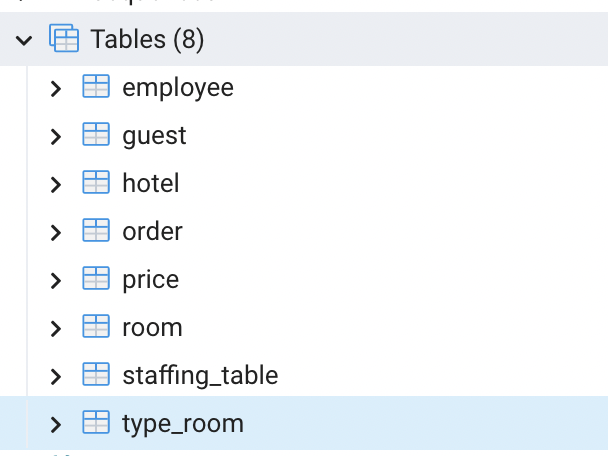 Tables (8)
employee
guest
hotel
order
price
room
staffing_table
type_room